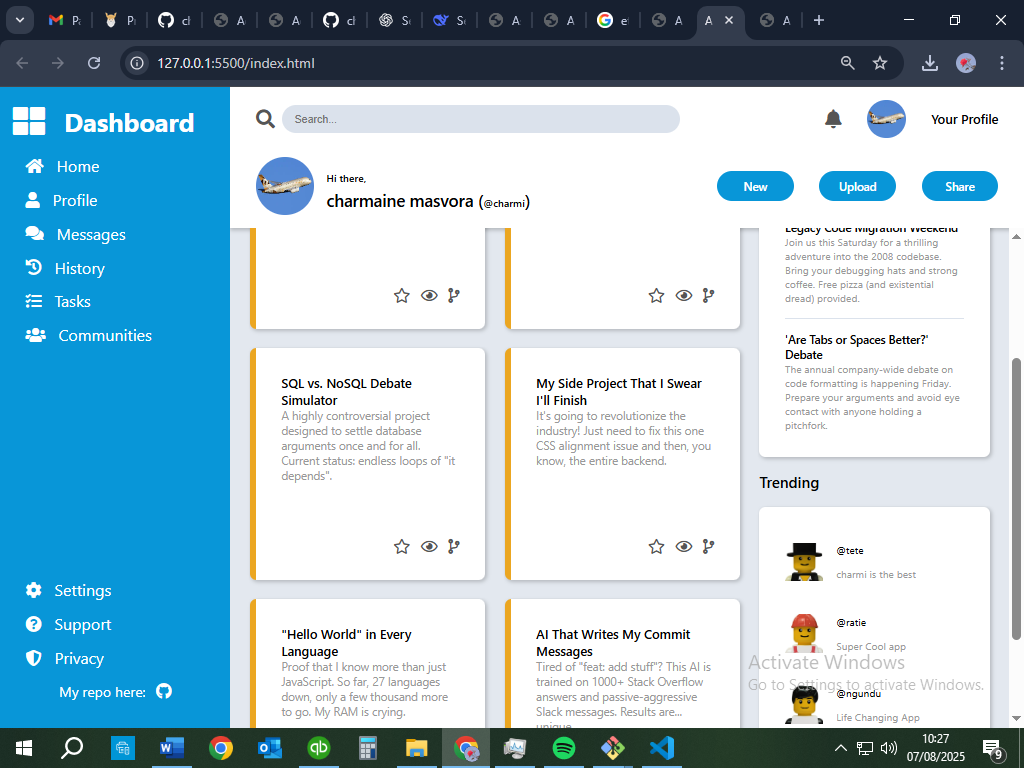 Pa
Pi
cl
A
A
cl
Sc
Sc
A
A
el
A
A
A
127.0.0.1:5500/index.html
Dashboard
Home
Profile
Messages
History
Tasks
Communities
Settings
Support
Privacy
My repo here:
Search...
Your Profile
Hi there,
charmaine masvora (@charmi)
New
Upload
Share
SQL vs. NoSQL Debate
Simulator
A highly controversial project
designed to settle database
arguments once and for all.
Current status: endless loops of "it
depends".
My Side Project That I Swear
I'll Finish
It's going to revolutionize the
industry! Just need to fix this one
CSS alignment issue and then, you
know, the entire backend.
"Hello World" in Every
Language
Proof that I know more than just
JavaScript. So far, 27 languages
down, only a few thousand more
to go. My RAM is crying.
AI That Writes My Commit
Messages
Tired of "feat: add stuff"? This AI is
trained on 1000+ Stack Overflow
answers and passive-aggressive
Slack messages. Results are...
unique.
Legacy Code Migration Weekend
Join us this Saturday for a thrilling
adventure into the 2008 codebase.
Bring your debugging hats and strong
coffee. Free pizza (and existential
dread) provided.
'Are Tabs or Spaces Better?'
Debate
The annual company-wide debate on
code formatting is happening Friday.
Prepare your arguments and avoid eye
contact with anyone holding a
pitchfork.
Trending
@tete
charmi is the best
@ratie
Super Cool app
@ngundu
Life Changing App
Activate Windows
Go to Settings to activate Windows.
10:27
07/08/2025
9